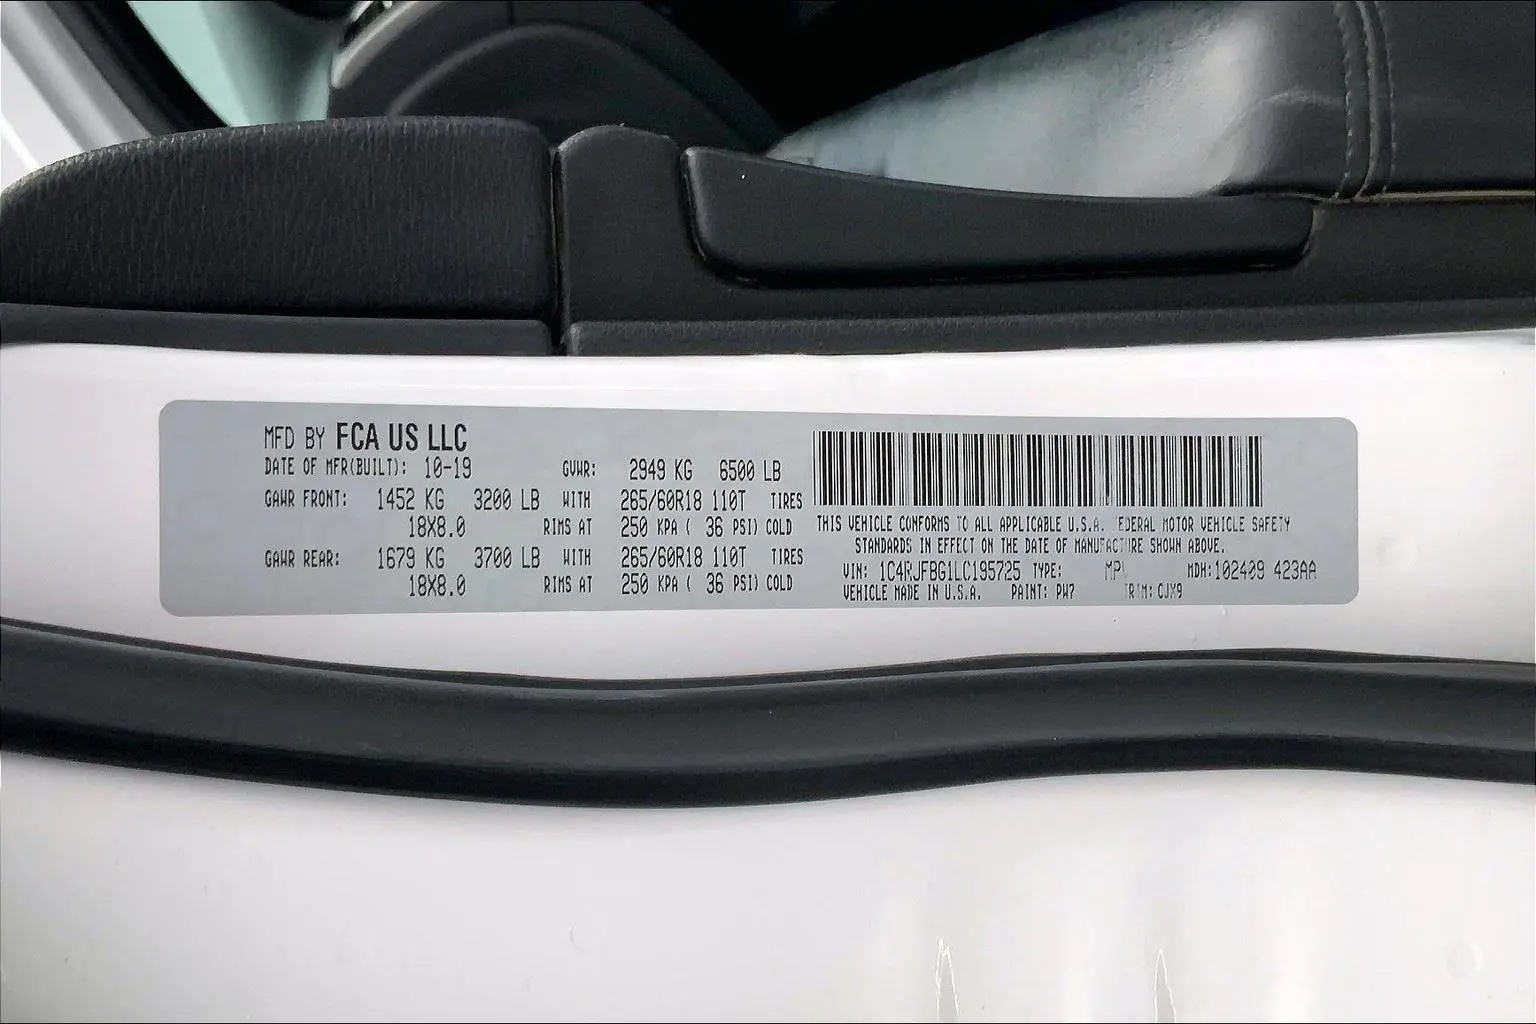 MFD BY FCA US LLC
DATE OF MFR(BUILT): 10-19 GVWR: 2949 KG 6500 LB
GAWR FRONT: 1452 KG 3200 LB WITH 265/60R18 110T TIRES
18X8.0 RIMS AT 250 KPA ( 36 PSI) COLD
GAWR REAR: 1679 KG 3700 LB WITH 265/60R18 110T TIRES
18X8.0 RIMS AT 250 KPA ( 36 PSI) COLD
THIS VEHICLE CONFORMS TO ALL APPLICABLE U.S.A. FEDERAL MOTOR VEHICLE SAFETY
STANDARDS IN EFFECT ON THE DATE OF MANUFACTURE SHOWN ABOVE.
VIN: 1C4RJFBG1LC195725 TYPE: MPV MDH:102409 423AA
VEHICLE MADE IN U.S.A. PAINT: PW7 TRIM: CJX9